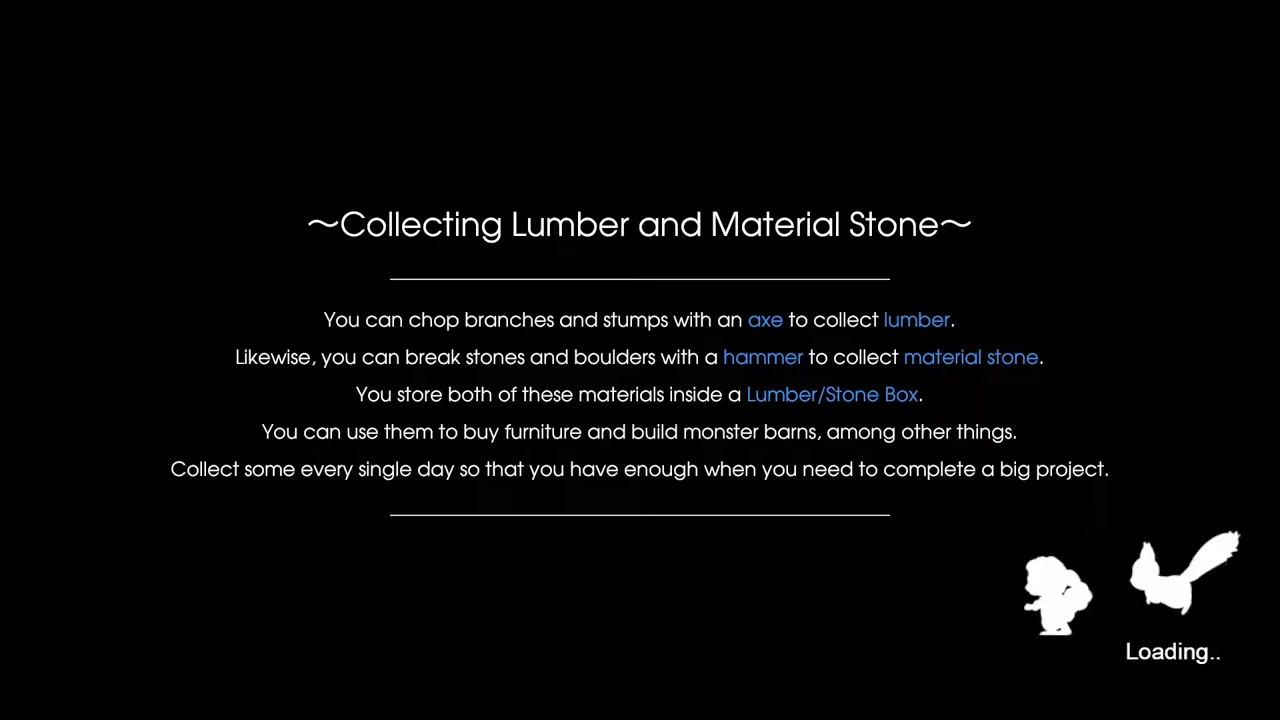 ～Collecting Lumber and Material Stone～
You can chop branches and stumps with an axe to collect lumber.
Likewise, you can break stones and boulders with a hammer to collect material stone.
You store both of these materials inside a Lumber/Stone Box.
You can use them to buy furniture and build monster barns, among other things.
Collect some every single day so that you have enough when you need to complete a big project.
Loading..